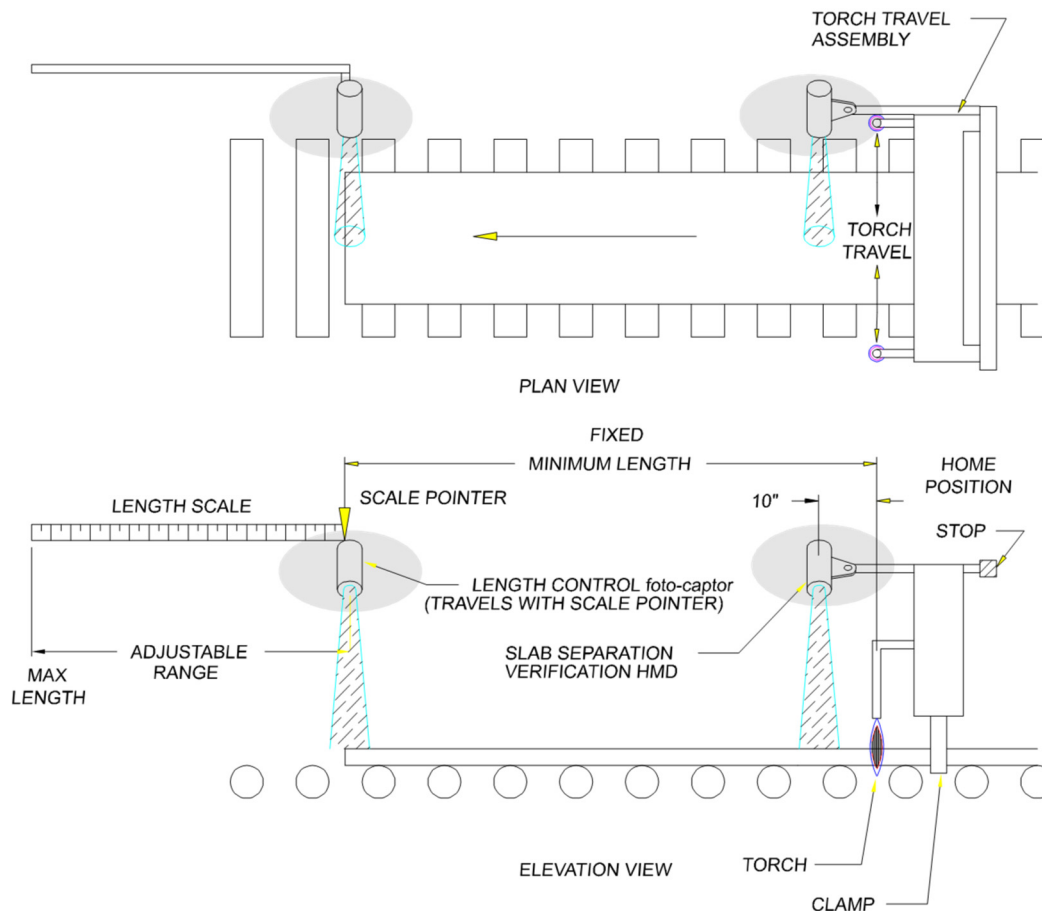 TORCH TRAVEL
ASSEMBLY
TORCH
TRAVEL
PLAN VIEW
FIXED
MINIMUM LENGTH
HOME
POSITION
10"
LENGTH SCALE
SCALE POINTER
STOP
LENGTH CONTROL foto-captor
(TRAVELS WITH SCALE POINTER)
ADJUSTABLE
RANGE
MAX
LENGTH
SLAB SEPARATION
VERIFICATION HMD
TORCH
ELEVATION VIEW
CLAMP